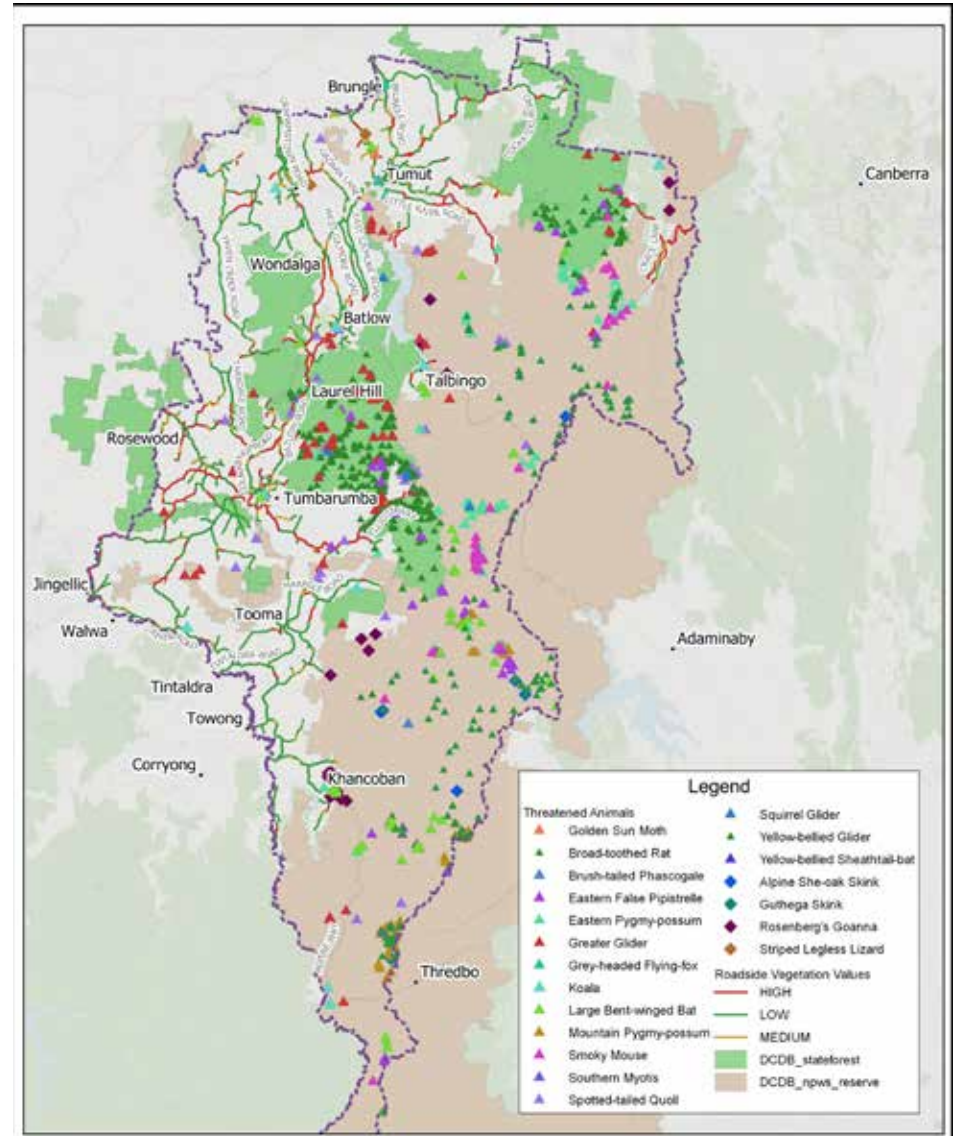 Brungle
Canberra
Tumut
LITTLE RIVER ROAD
Wondalga
Batlow
Talbingo
Laurel Hill
Rosewood
Tumbarumba
Jingellic
Tooma
Walwa
Adaminaby
Tintaldra
Towong
Corryong
Khancoban
Thredbo
Legend
Threatened Animals
Golden Sun Moth
Broad-toothed Rat
Brush-tailed Phascogale
Eastern False Pipistrelle
Eastern Pygmy-possum
Greater Glider
Grey-headed Flying-fox
Koala
Large Bent-winged Bat
Mountain Pygmy-possum
Smoky Mouse
Southern Myotis
Spotted-tailed Quoll
Squirrel Glider
Yellow-bellied Glider
Yellow-bellied Sheathtail-bat
Alpine She-oak Skink
Guthega Skink
Rosenberg's Goanna
Striped Legless Lizard
Roadside Vegetation Values
HIGH
LOW
MEDIUM
DCDB_stateforest
DCDB_npws_reserve